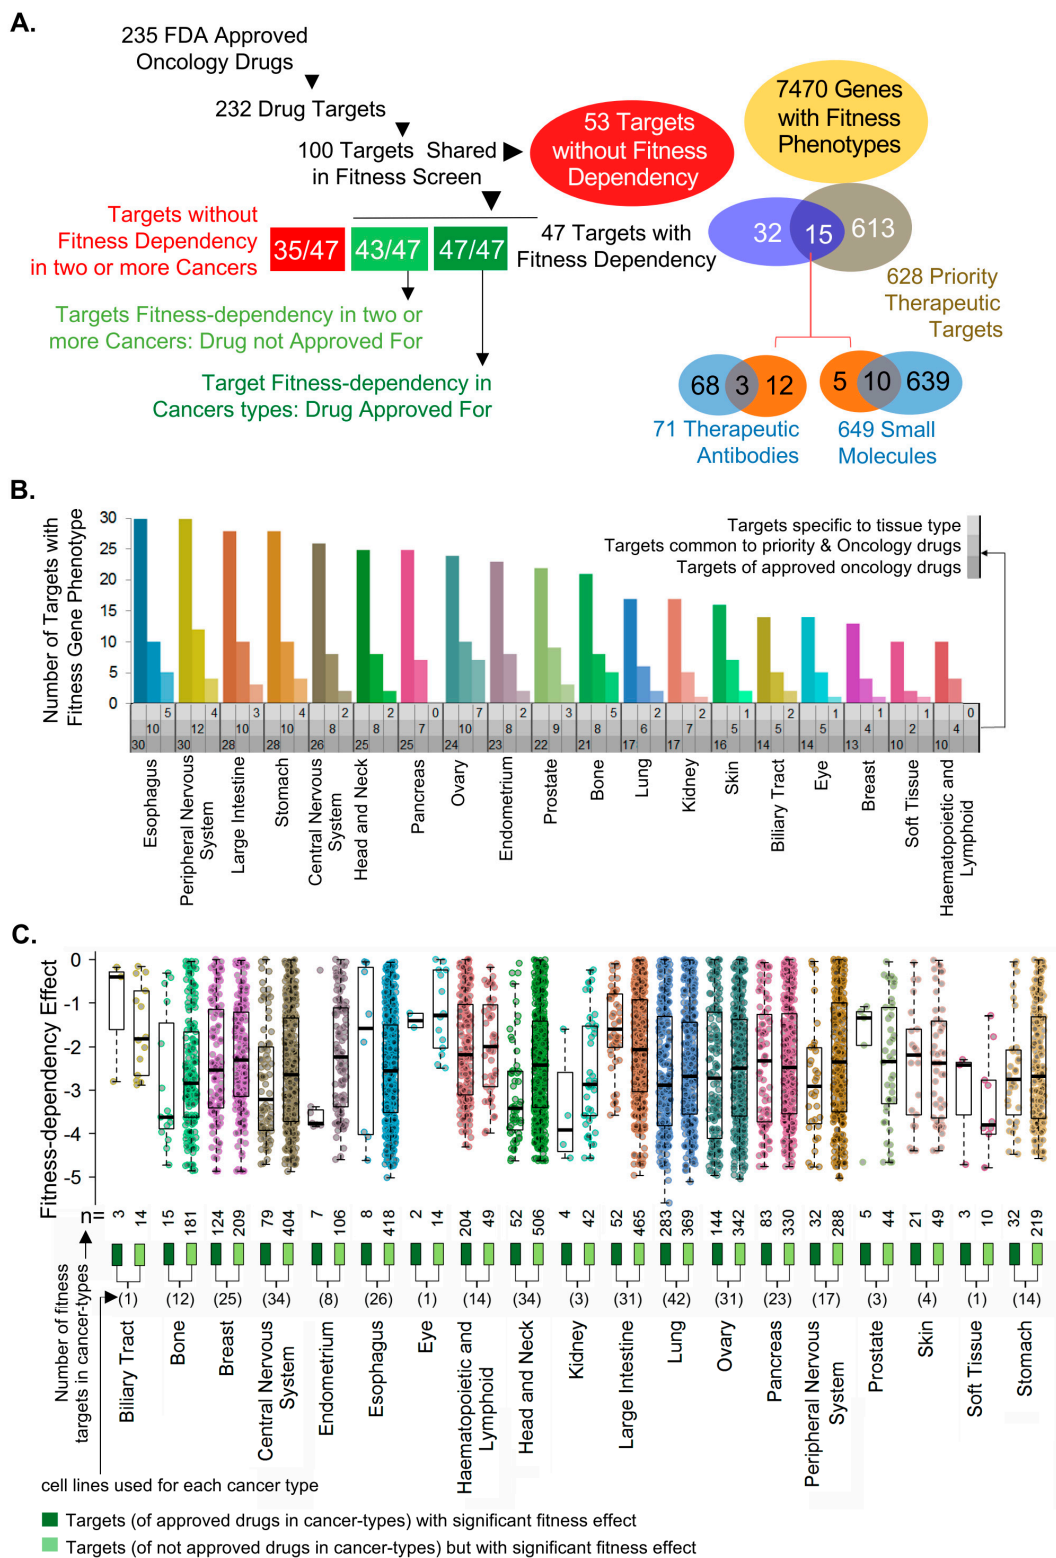 A.
235 FDA Approved
Oncology Drugs
232 Drug Targets
100 Targets Shared
in Fitness Screen
53 Targets
without Fitness
Dependency
7470 Genes
with Fitness
Phenotypes
Targets without
Fitness Dependency
in two or more Cancers
35/47
43/47
47/47
47 Targets with
Fitness Dependency
32
15
613
628 Priority
Therapeutic
Targets
Targets Fitness-dependency in two or
more Cancers: Drug not Approved For
Target Fitness-dependency in
Cancers types: Drug Approved For
68
3
12
5
10
639
71 Therapeutic
Antibodies
649 Small
Molecules
B.
Number of Targets with
Fitness Gene Phenotype
30
25
20
15
10
5
0
Targets specific to tissue type
Targets common to priority & Oncology drugs
Targets of approved oncology drugs
5 4 3 4 2 2 0 7 2 3 5 2 2 1 2 1 1 1 0
10 12 10 10 8 8 7 10 8 9 8 6 7 5 5 5 4 2 4
30 30 28 28 26 25 25 24 23 22 21 17 17 16 14 14 13 10 10
Esophagus
Peripheral Nervous
System
Large Intestine
Stomach
Central Nervous
System
Head and Neck
Pancreas
Ovary
Endometrium
Prostate
Bone
Lung
Kidney
Skin
Biliary Tract
Eye
Breast
Soft Tissue
Haematopoietic and
Lymphoid
C.
Fitness-dependency Effect
0
-1
-2
-3
-4
-5
n= 3 14 15 181 124 209 79 404 7 106 8 418 2 14 204 49 52 506 4 42 52 465 283 369 144 342 83 330 32 288 5 44 21 49 3 10 32 219
Number of fitness
targets in cancer-types
(1) (12) (25) (34) (8) (26) (1) (14) (34) (3) (31) (42) (31) (23) (17) (3) (4) (1) (14)
Biliary Tract
Bone
Breast
Central Nervous
System
Endometrium
Esophagus
Eye
Haematopoietic and
Lymphoid
Head and Neck
Kidney
Large Intestine
Lung
Ovary
Pancreas
Peripheral Nervous
System
Prostate
Skin
Soft Tissue
Stomach
cell lines used for each cancer type
Targets (of approved drugs in cancer-types) with significant fitness effect
Targets (of not approved drugs in cancer-types) but with significant fitness effect